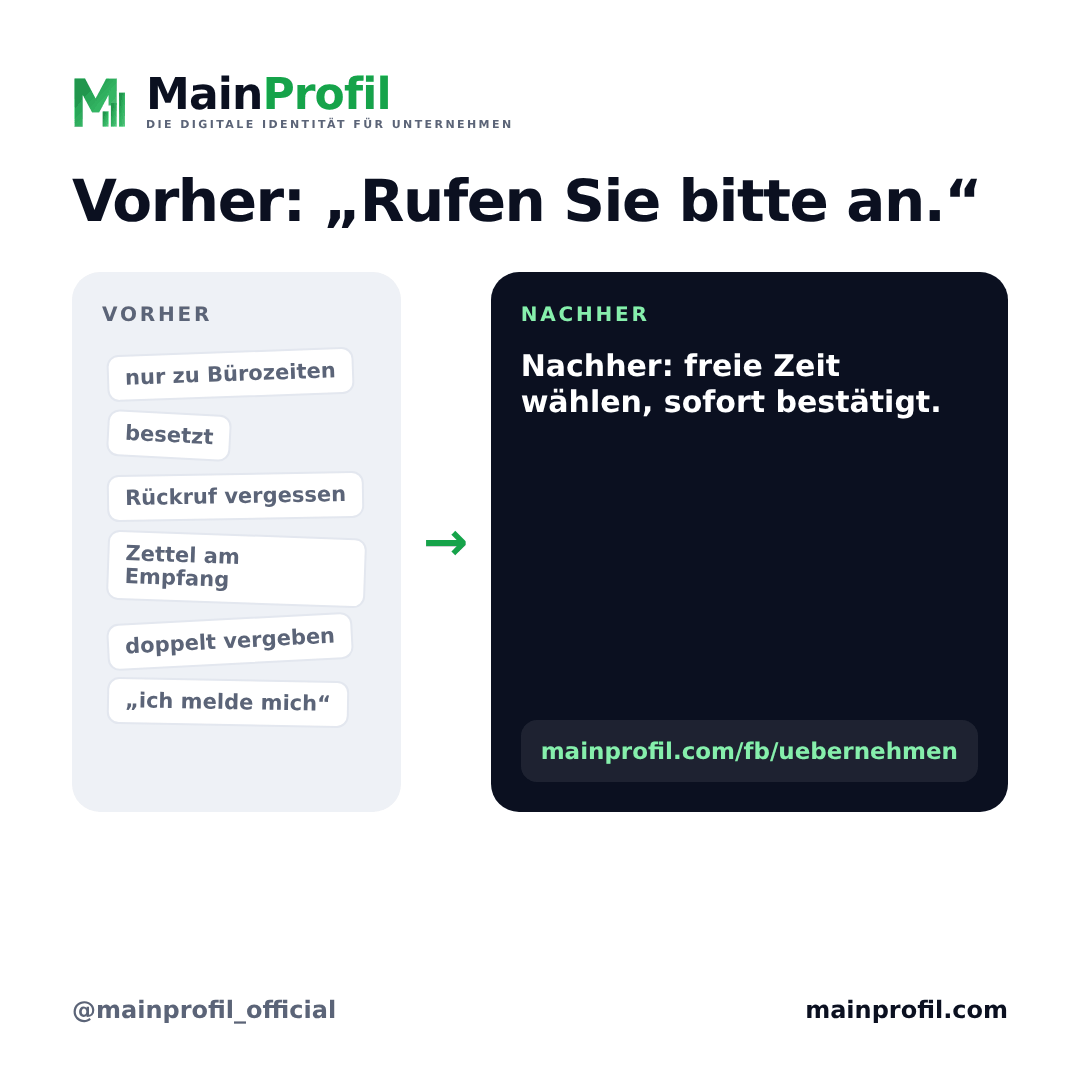 MainProfil
DIE DIGITALE IDENTITÄT FÜR UNTERNEHMEN
Vorher: „Rufen Sie bitte an.“
VORHER
nur zu Bürozeiten
besetzt
Rückruf vergessen
Zettel am
Empfang
doppelt vergeben
„ich melde mich“
→
NACHHER
Nachher: freie Zeit
wählen, sofort bestätigt.
mainprofil.com/fb/uebernehmen
@mainprofil_official
mainprofil.com